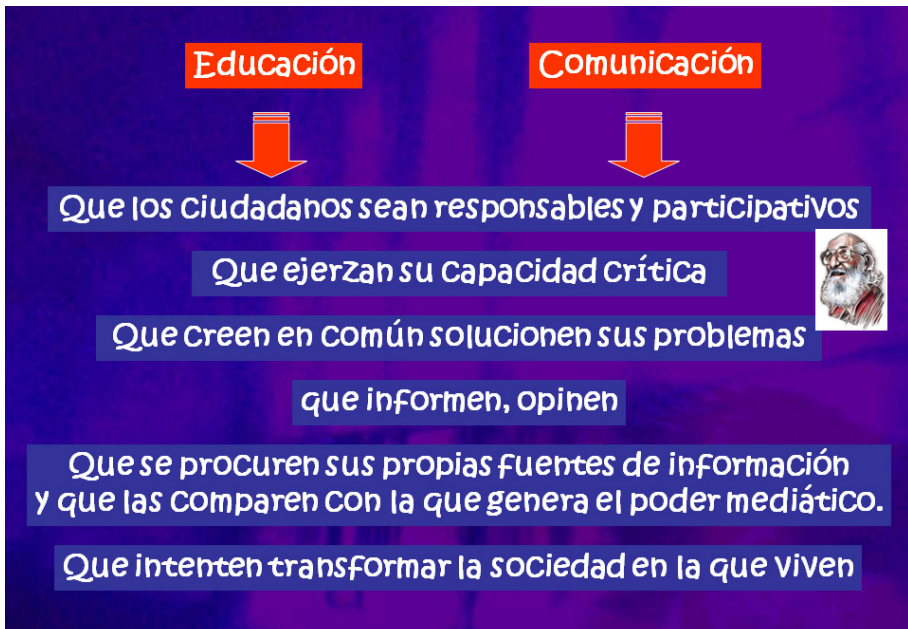 Educación
Comunicación
Que los ciudadanos sean responsables y participativos
Que ejerzan su capacidad crítica
Que creen en común solucionen sus problemas
que informen, opinen
Que se procuren sus propias fuentes de información
y que las comparen con la que genera el poder mediático.
Que intenten transformar la sociedad en la que viven